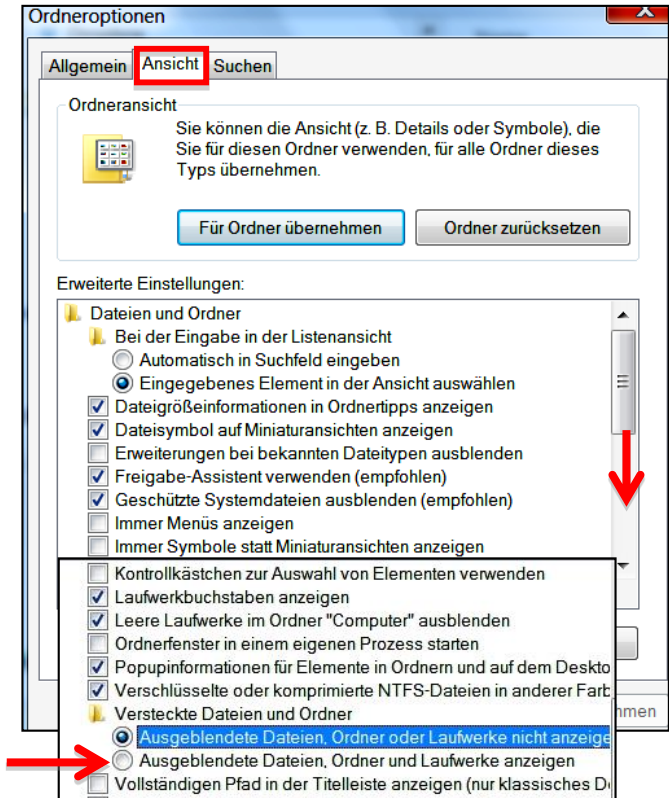 Ordneroptionen
Allgemein Ansicht Suchen
Ordneransicht
Sie können die Ansicht (z. B. Details oder Symbole), die
Sie für diesen Ordner verwenden, für alle Ordner dieses
Typs übernehmen.
Für Ordner übernehmen Ordner zurücksetzen
Erweiterte Einstellungen:
Dateien und Ordner
Bei der Eingabe in der Listenansicht
Automatisch in Suchfeld eingeben
Eingegebenes Element in der Ansicht auswählen
Dateigrößeinformationen in Ordnertipps anzeigen
Dateisymbol auf Miniaturansichten anzeigen
Erweiterungen bei bekannten Dateitypen ausblenden
Freigabe-Assistent verwenden (empfohlen)
Geschützte Systemdateien ausblenden (empfohlen)
Immer Menüs anzeigen
Immer Symbole statt Miniaturansichten anzeigen
Kontrollkästchen zur Auswahl von Elementen verwenden
Laufwerkbuchstaben anzeigen
Leere Laufwerke im Ordner "Computer" ausblenden
Ordnerfenster in einem eigenen Prozess starten
Popupinformationen für Elemente in Ordnern und auf dem Deskto
Verschlüsselte oder komprimierte NTFS-Dateien in anderer Farb
Versteckte Dateien und Ordner
hmen
Ausgeblendete Dateien, Ordner oder Laufwerke nicht anzeige
Ausgeblendete Dateien, Ordner und Laufwerke anzeigen
Vollständigen Pfad in der Titelleiste anzeigen (nur klassisches D